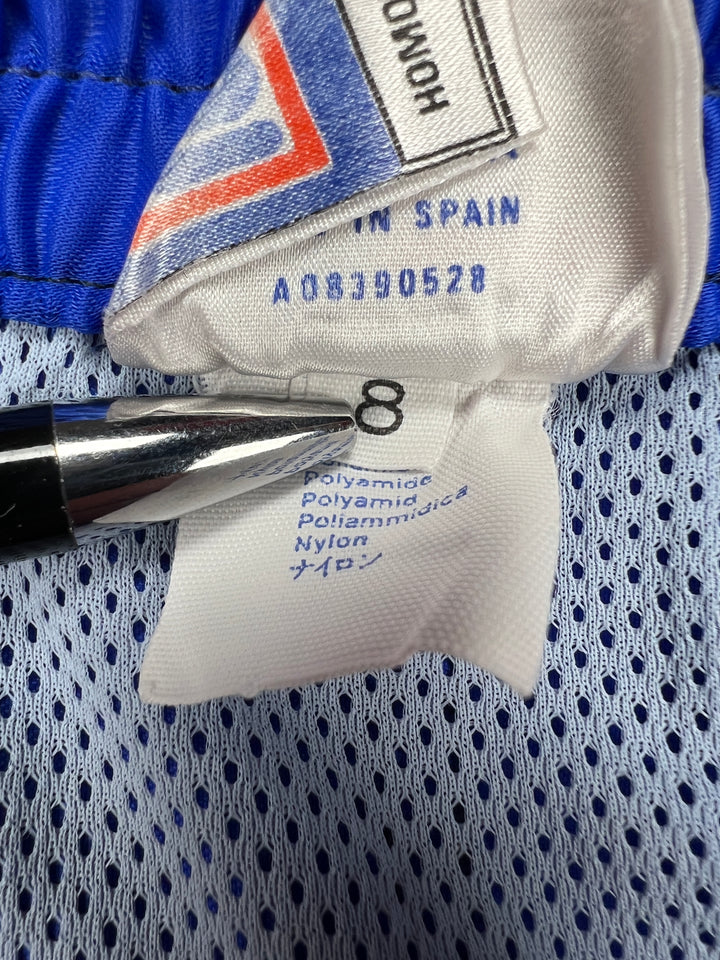 HOMO
IN SPAIN
A08390528
8
Polyamide
Polyamid
Poliammidica
Nylon
ナイロン